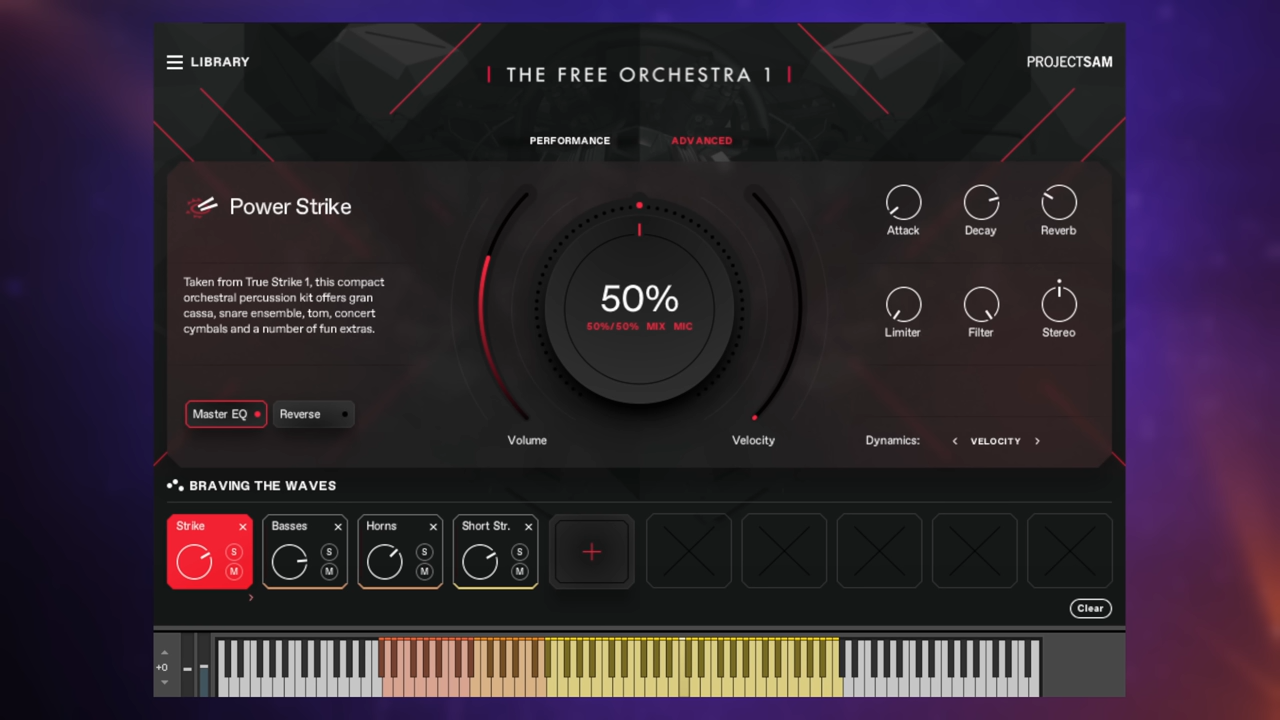 LIBRARY
THE FREE ORCHESTRA 1
PROJECTSAM
PERFORMANCE
ADVANCED
Power Strike
Taken from True Strike 1, this compact
orchestral percussion kit offers gran
cassa, snare ensemble, tom, concert
cymbals and a number of fun extras.
Master EQ
Reverse
50%
50%/50% MIX MIC
Volume
Velocity
Attack
Decay
Reverb
Limiter
Filter
Stereo
Dynamics:
< VELOCITY >
BRAVING THE WAVES
Strike ×
S
M
Basses ×
S
M
Horns ×
S
M
Short Str. ×
S
M
+
Clear
+0